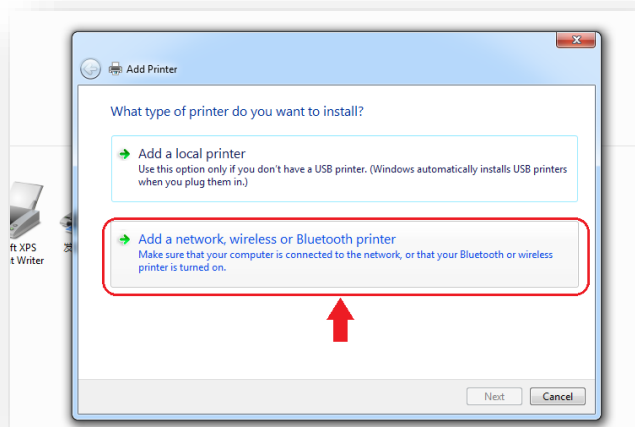 Add Printer
What type of printer do you want to install?
Add a local printer
Use this option only if you don't have a USB printer. (Windows automatically installs USB printers
when you plug them in.)
ft XPS
t Writer
Add a network, wireless or Bluetooth printer
Make sure that your computer is connected to the network, or that your Bluetooth or wireless
printer is turned on.
Next
Cancel